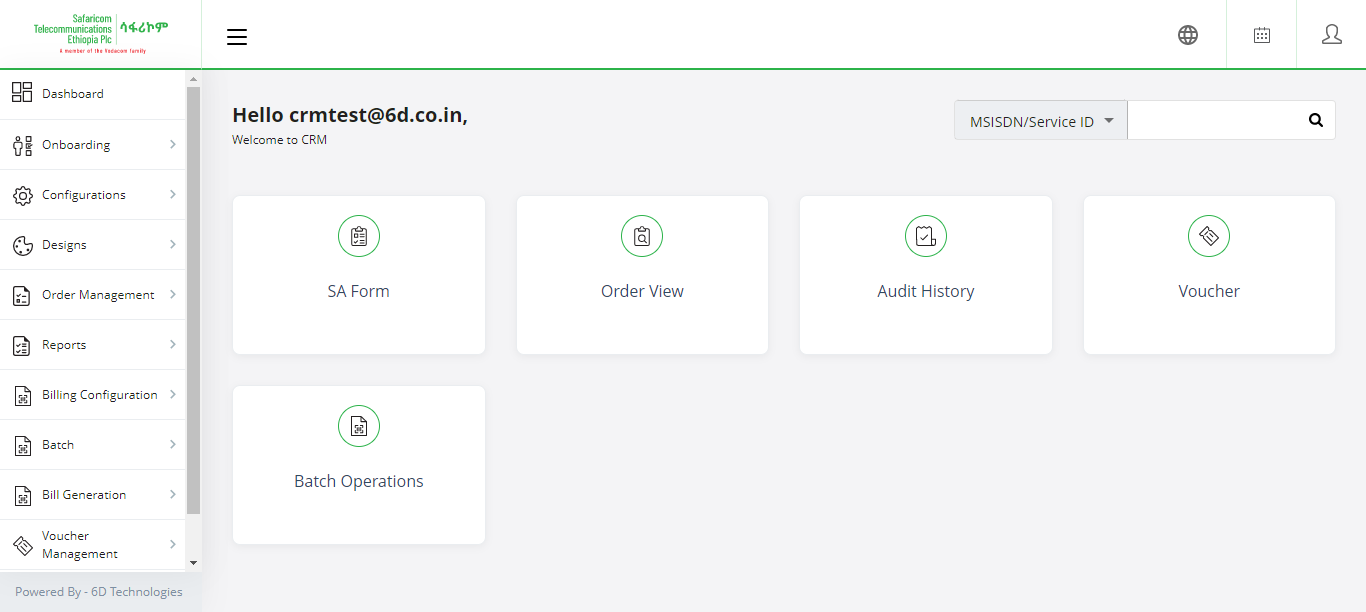 Safaricom
Telecommunications
Ethiopia Plc
ሳፋሪኮም
A member of the Vodacom family
Dashboard
Onboarding
Configurations
Designs
Order Management
Reports
Billing Configuration
Batch
Bill Generation
Voucher
Management
Powered By - 6D Technologies
Hello crmtest@6d.co.in,
Welcome to CRM
MSISDN/Service ID
SA Form
Order View
Audit History
Voucher
Batch Operations